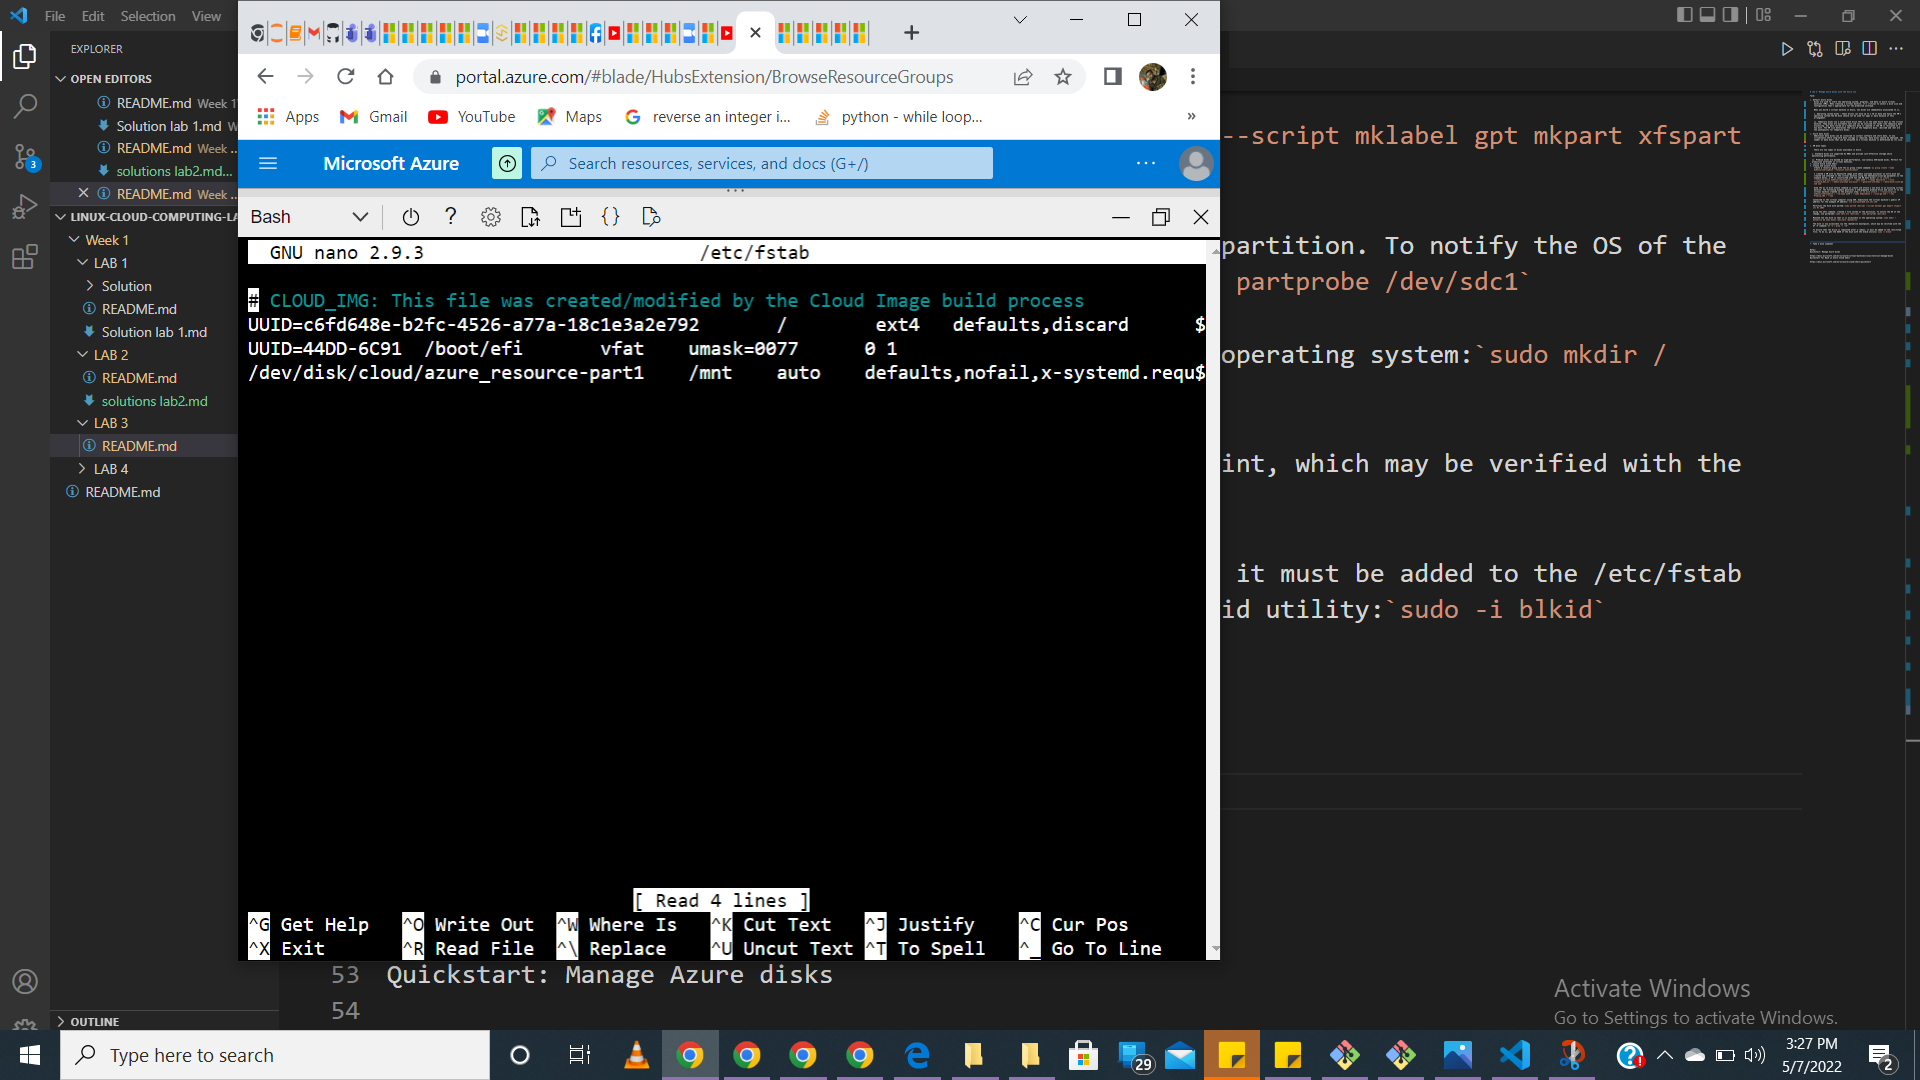 File Edit Selection View
EXPLORER
OPEN EDITORS
README.md Week 1
Solution lab 1.md W
README.md Week ...
solutions lab2.md...
README.md Week ...
LINUX-CLOUD-COMPUTING-LA
Week 1
LAB 1
Solution
README.md
Solution lab 1.md
LAB 2
README.md
solutions lab2.md
LAB 3
README.md
LAB 4
README.md
OUTLINE
3
portal.azure.com/#blade/HubsExtension/BrowseResourceGroups
Apps Gmail YouTube Maps reverse an integer i... python - while loop... »
Microsoft Azure Search resources, services, and docs (G+/)
Bash
GNU nano 2.9.3 /etc/fstab
# CLOUD_IMG: This file was created/modified by the Cloud Image build process
UUID=c6fd648e-b2fc-4526-a77a-18c1e3a2e792 / ext4 defaults,discard $
UUID=44DD-6C91 /boot/efi vfat umask=0077 0 1
/dev/disk/cloud/azure_resource-part1 /mnt auto defaults,nofail,x-systemd.requ$
[ Read 4 lines ]
^G Get Help ^O Write Out ^W Where Is ^K Cut Text ^J Justify ^C Cur Pos
^X Exit ^R Read File ^\ Replace ^U Uncut Text ^T To Spell ^_ Go To Line
--script mklabel gpt mkpart xfspart
partition. To notify the OS of the
partprobe /dev/sdc1`
operating system:`sudo mkdir /
int, which may be verified with the
it must be added to the /etc/fstab
id utility:`sudo -i blkid`
53 Quickstart: Manage Azure disks
54
Activate Windows
Go to Settings to activate Windows.
Type here to search
29
3:27 PM
5/7/2022
2